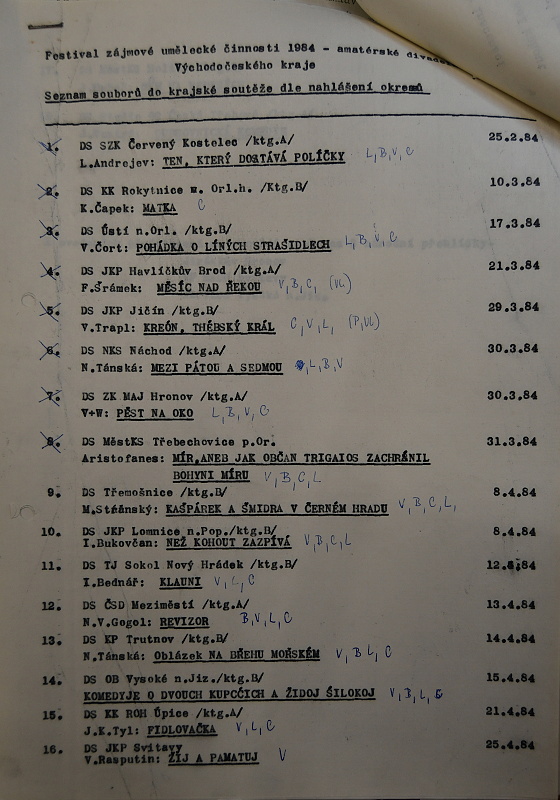 Festival zájmové umělecké činnosti 1984 - amatérské
Východočeského kraje
Seznam souborů do krajské soutěže dle nahlášení okresů
1. DS SZK Červený Kostelec /ktg.A/ 25.2.84
L.Andrejev: TEN, KTERÝ DOSTÁVÁ POLÍČKY L,B,V,C
2. DS KK Rokytnice v. Orl.h. /Ktg.B/ 10.3.84
K.Čapek: MATKA C
3. DS Ústí n.Orl. /ktg.B/ 17.3.84
V.Čort: POHÁDKA O LÍNÝCH STRAŠIDLECH L,B,V,C
4. DS JKP Havlíčkův Brod /ktg.A/ 21.3.84
F.Šrámek: MĚSÍC NAD ŘEKOU V,B,C, (VL)
5. DS JKP Jičín /ktg.B/ 29.3.84
V.Trapl: KREÓN, THÉBSKÝ KRÁL C,V,L, (P,VL)
6. DS NKS Náchod /ktg.A/ 30.3.84
N.Tánská: MEZI PÁTOU A SEDMOU L,B,V
7. DS ZK MAJ Hronov /ktg.A/ 30.3.84
V+W: PĚST NA OKO L,B,V,C
8. DS MěstKS Třebechovice p.Or. 31.3.84
Aristofanes: MÍR,ANEB JAK OBČAN TRIGAIOS ZACHRÁNIL
BOHYNI MÍRU V,B,C,L
9. DS Třemošnice /ktg.B/ 8.4.84
KAŠPÁREK A ŠMIDRA V ČERNÉM HRADU V,B,C,L,
10. DS JKP Lomnice n.Pop./ktg.B/ 8.4.84
I.Bukovčan: NEŽ KOHOUT ZAZPÍVÁ V,B,C,L
11. DS TJ Sokol Nový Hrádek /ktg.B/ 12.4.84
I.Bednář: KLAUNI V,L,C
12. DS ČSD Meziměstí /ktg.A/ 13.4.84
N.V.Gogol: REVIZOR B,V,L,C
13. DS KP Trutnov /ktg.B/ 14.4.84
N.Tánská: Oblázek NA BŘEHU MOŘSKÉM V,B L,C
14. DS OB Vysoké n.Jiz./ktg.B/ 15.4.84
KOMEDYJE O DVOUCH KUPCČICH A ŽIDOJ ŠILOKOJ V,B,L,
15. DS KK ROH Úpice /ktg.A/ 21.4.84
J.K.Tyl: FIDLOVAČKA V,L,C
16. DS JKP Svitavy 25.4.84
V.Rasputin: ŽIJ A PAMATUJ V